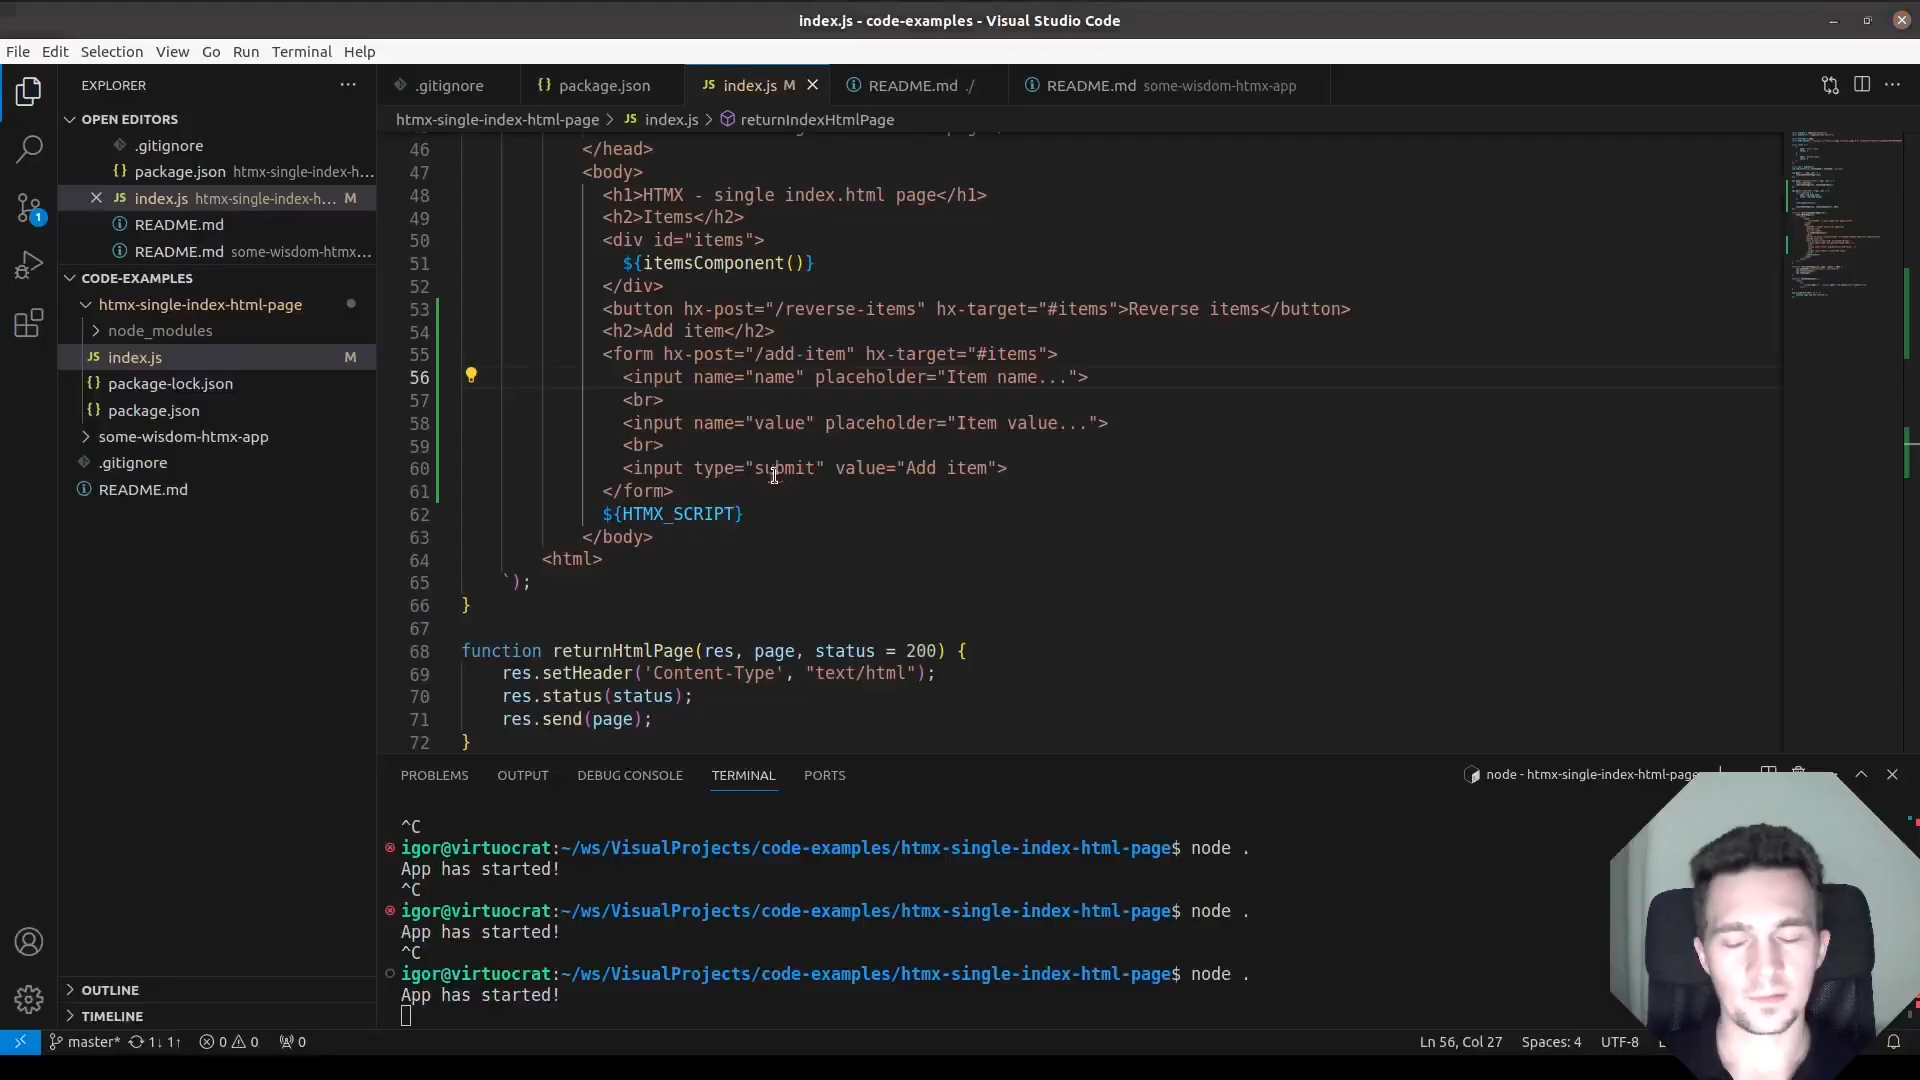 index.js - code-examples - Visual Studio Code
File Edit Selection View Go Run Terminal Help
EXPLORER
OPEN EDITORS
.gitignore
package.json htmx-single-index-h...
index.js htmx-single-index-h... M
README.md
README.md some-wisdom-htmx...
CODE-EXAMPLES
htmx-single-index-html-page
node_modules
index.js M
package-lock.json
package.json
some-wisdom-htmx-app
.gitignore
README.md
OUTLINE
TIMELINE
1
.gitignore package.json index.js M README.md ./ README.md some-wisdom-htmx-app
htmx-single-index-html-page > index.js > returnIndexHtmlPage
46 </head>
47 <body>
48 <h1>HTMX - single index.html page</h1>
49 <h2>Items</h2>
50 <div id="items">
51 ${itemsComponent()}
52 </div>
53 <button hx-post="/reverse-items" hx-target="#items">Reverse items</button>
54 <h2>Add item</h2>
55 <form hx-post="/add-item" hx-target="#items">
56 <input name="name" placeholder="Item name...">
57 <br>
58 <input name="value" placeholder="Item value...">
59 <br>
60 <input type="submit" value="Add item">
61 </form>
62 ${HTMX_SCRIPT}
63 </body>
64 <html>
65 `);
66 }
67
68 function returnHtmlPage(res, page, status = 200) {
69 res.setHeader('Content-Type', "text/html");
70 res.status(status);
71 res.send(page);
72 }
PROBLEMS OUTPUT DEBUG CONSOLE TERMINAL PORTS
node - htmx-single-index-html-page
^C
igor@virtuocrat:~/ws/VisualProjects/code-examples/htmx-single-index-html-page$ node .
App has started!
^C
igor@virtuocrat:~/ws/VisualProjects/code-examples/htmx-single-index-html-page$ node .
App has started!
^C
igor@virtuocrat:~/ws/VisualProjects/code-examples/htmx-single-index-html-page$ node .
App has started!
master* 1↓ 1↑ 0 0 0 Ln 56, Col 27 Spaces: 4 UTF-8